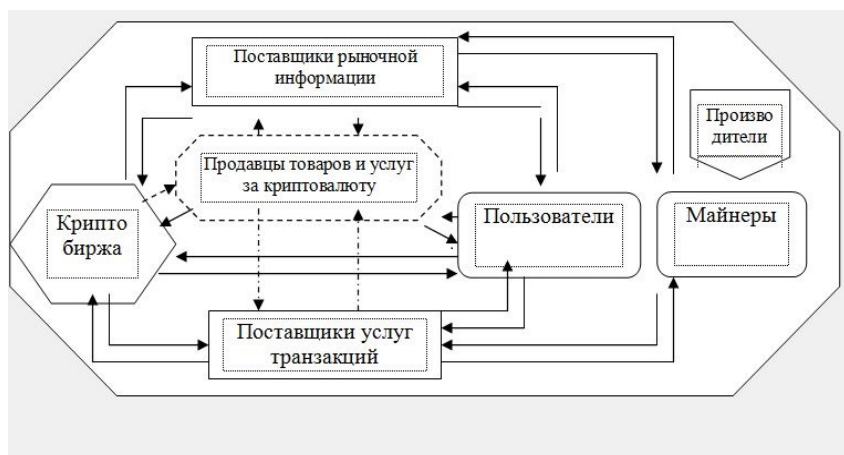 Поставщики рыночной
информации
Произво
дители
Продавцы товаров и услуг
за криптовалюту
Крипто
биржа
Пользователи
Майнеры
Поставщики услуг
транзакций